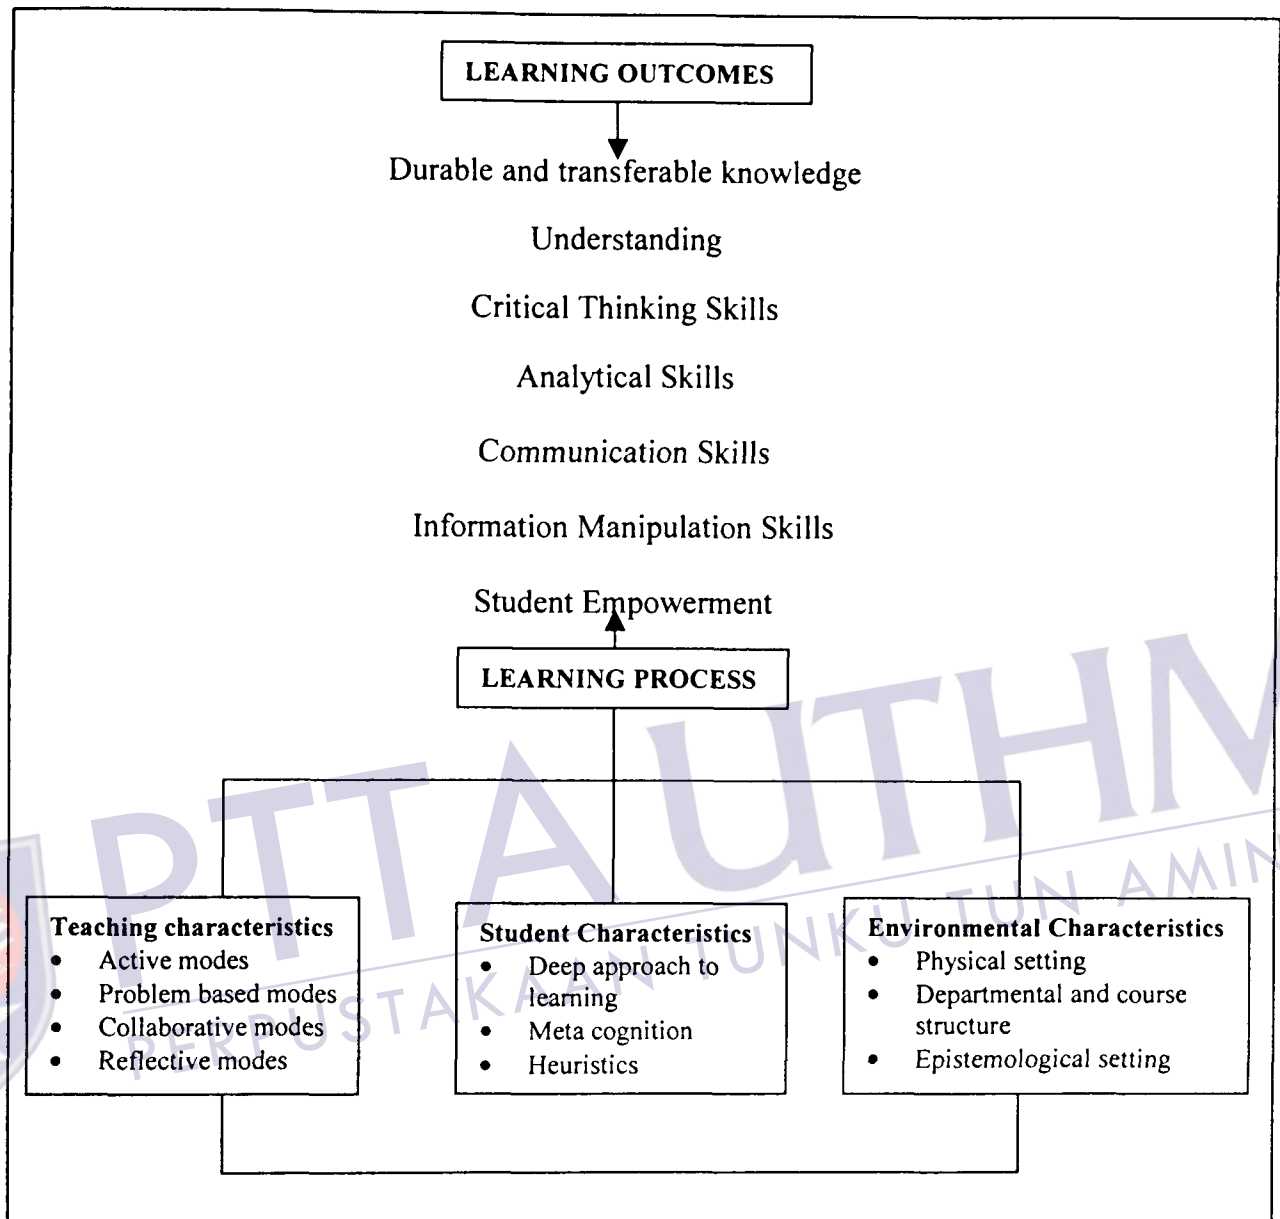 LEARNING OUTCOMES
Durable and transferable knowledge
Understanding
Critical Thinking Skills
Analytical Skills
Communication Skills
Information Manipulation Skills
Student Empowerment
LEARNING PROCESS
Teaching characteristics
• Active modes
• Problem based modes
• Collaborative modes
• Reflective modes
Student Characteristics
• Deep approach to
learning
• Meta cognition
• Heuristics
Environmental Characteristics
• Physical setting
• Departmental and course
structure
• Epistemological setting
PTTA UTHM
PERPUSTAKAAN TUNKU TUN AMIN